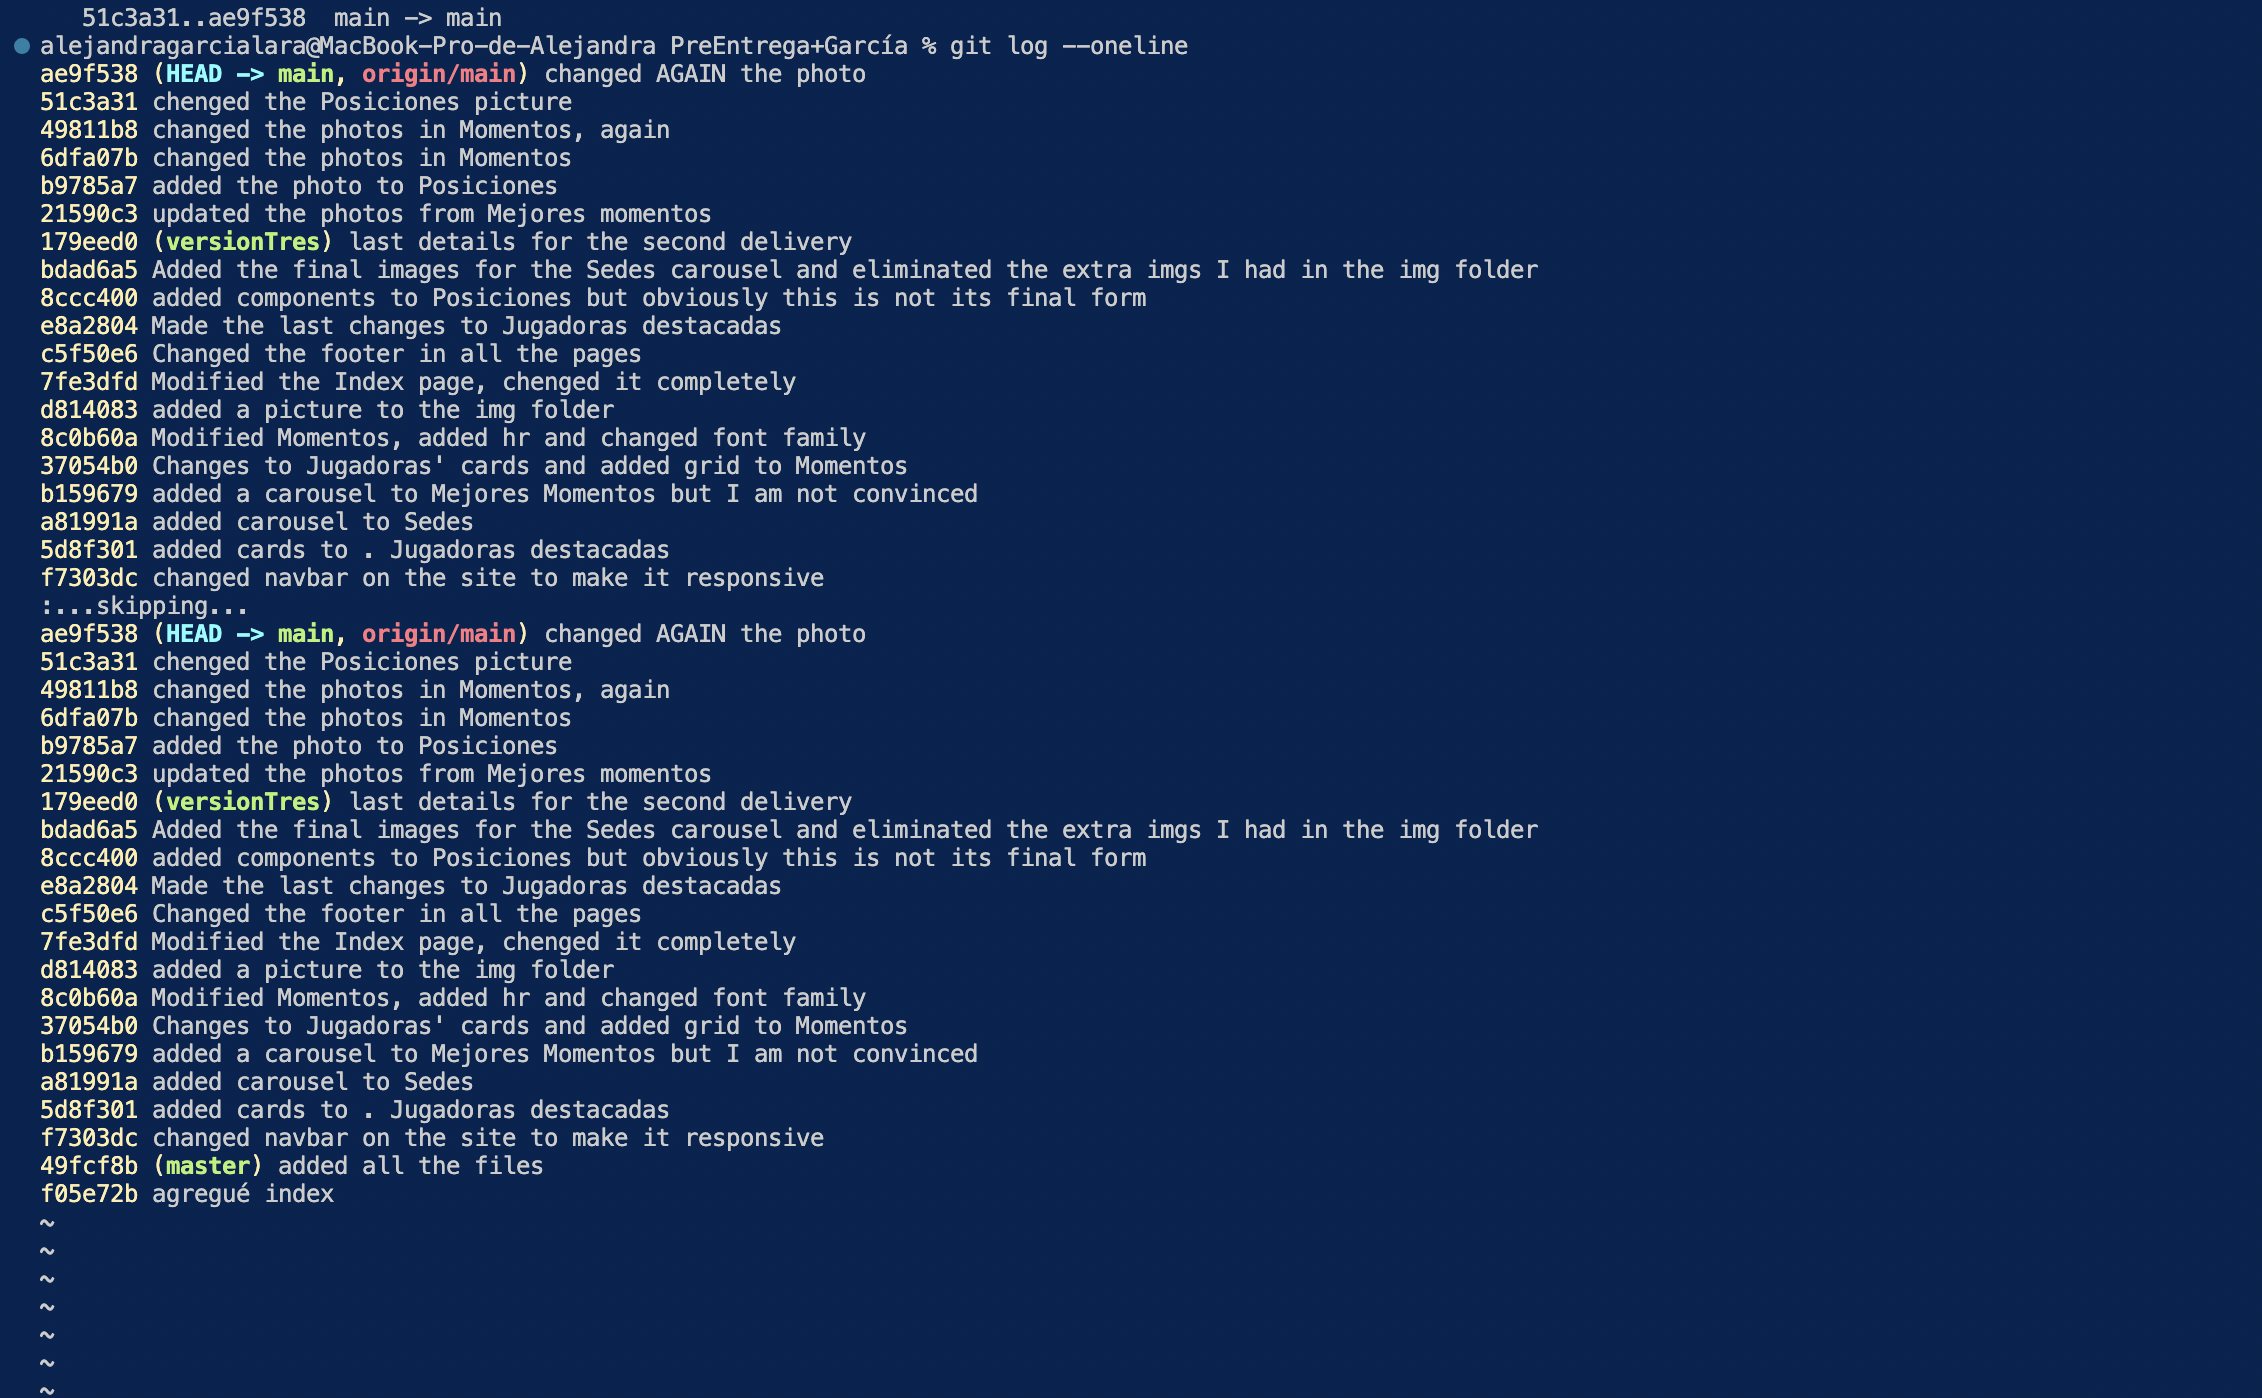 51c3a31..ae9f538  main -> main
alejandragarcialara@MacBook-Pro-de-Alejandra PreEntrega+García % git log --oneline
ae9f538 (HEAD -> main, origin/main) changed AGAIN the photo
51c3a31 chenged the Posiciones picture
49811b8 changed the photos in Momentos, again
6dfa07b changed the photos in Momentos
b9785a7 added the photo to Posiciones
21590c3 updated the photos from Mejores momentos
179eed0 (versionTres) last details for the second delivery
bdad6a5 Added the final images for the Sedes carousel and eliminated the extra imgs I had in the img folder
8ccc400 added components to Posiciones but obviously this is not its final form
e8a2804 Made the last changes to Jugadoras destacadas
c5f50e6 Changed the footer in all the pages
7fe3dfd Modified the Index page, chenged it completely
d814083 added a picture to the img folder
8c0b60a Modified Momentos, added hr and changed font family
37054b0 Changes to Jugadoras' cards and added grid to Momentos
b159679 added a carousel to Mejores Momentos but I am not convinced
a81991a added carousel to Sedes
5d8f301 added cards to . Jugadoras destacadas
f7303dc changed navbar on the site to make it responsive
:...skipping...
ae9f538 (HEAD -> main, origin/main) changed AGAIN the photo
51c3a31 chenged the Posiciones picture
49811b8 changed the photos in Momentos, again
6dfa07b changed the photos in Momentos
b9785a7 added the photo to Posiciones
21590c3 updated the photos from Mejores momentos
179eed0 (versionTres) last details for the second delivery
bdad6a5 Added the final images for the Sedes carousel and eliminated the extra imgs I had in the img folder
8ccc400 added components to Posiciones but obviously this is not its final form
e8a2804 Made the last changes to Jugadoras destacadas
c5f50e6 Changed the footer in all the pages
7fe3dfd Modified the Index page, chenged it completely
d814083 added a picture to the img folder
8c0b60a Modified Momentos, added hr and changed font family
37054b0 Changes to Jugadoras' cards and added grid to Momentos
b159679 added a carousel to Mejores Momentos but I am not convinced
a81991a added carousel to Sedes
5d8f301 added cards to . Jugadoras destacadas
f7303dc changed navbar on the site to make it responsive
49fcf8b (master) added all the files
f05e72b agregué index
~
~
~
~
~
~
~